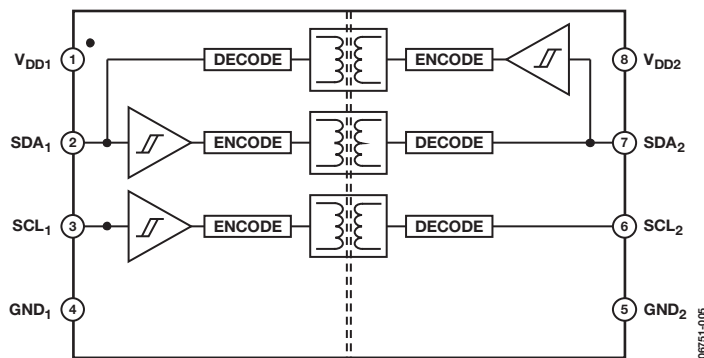 VDD1 1 DECODE ENCODE 8 VDD2
SDA1 2 ENCODE DECODE 7 SDA2
SCL1 3 ENCODE DECODE 6 SCL2
GND1 4 5 GND2
06751-005